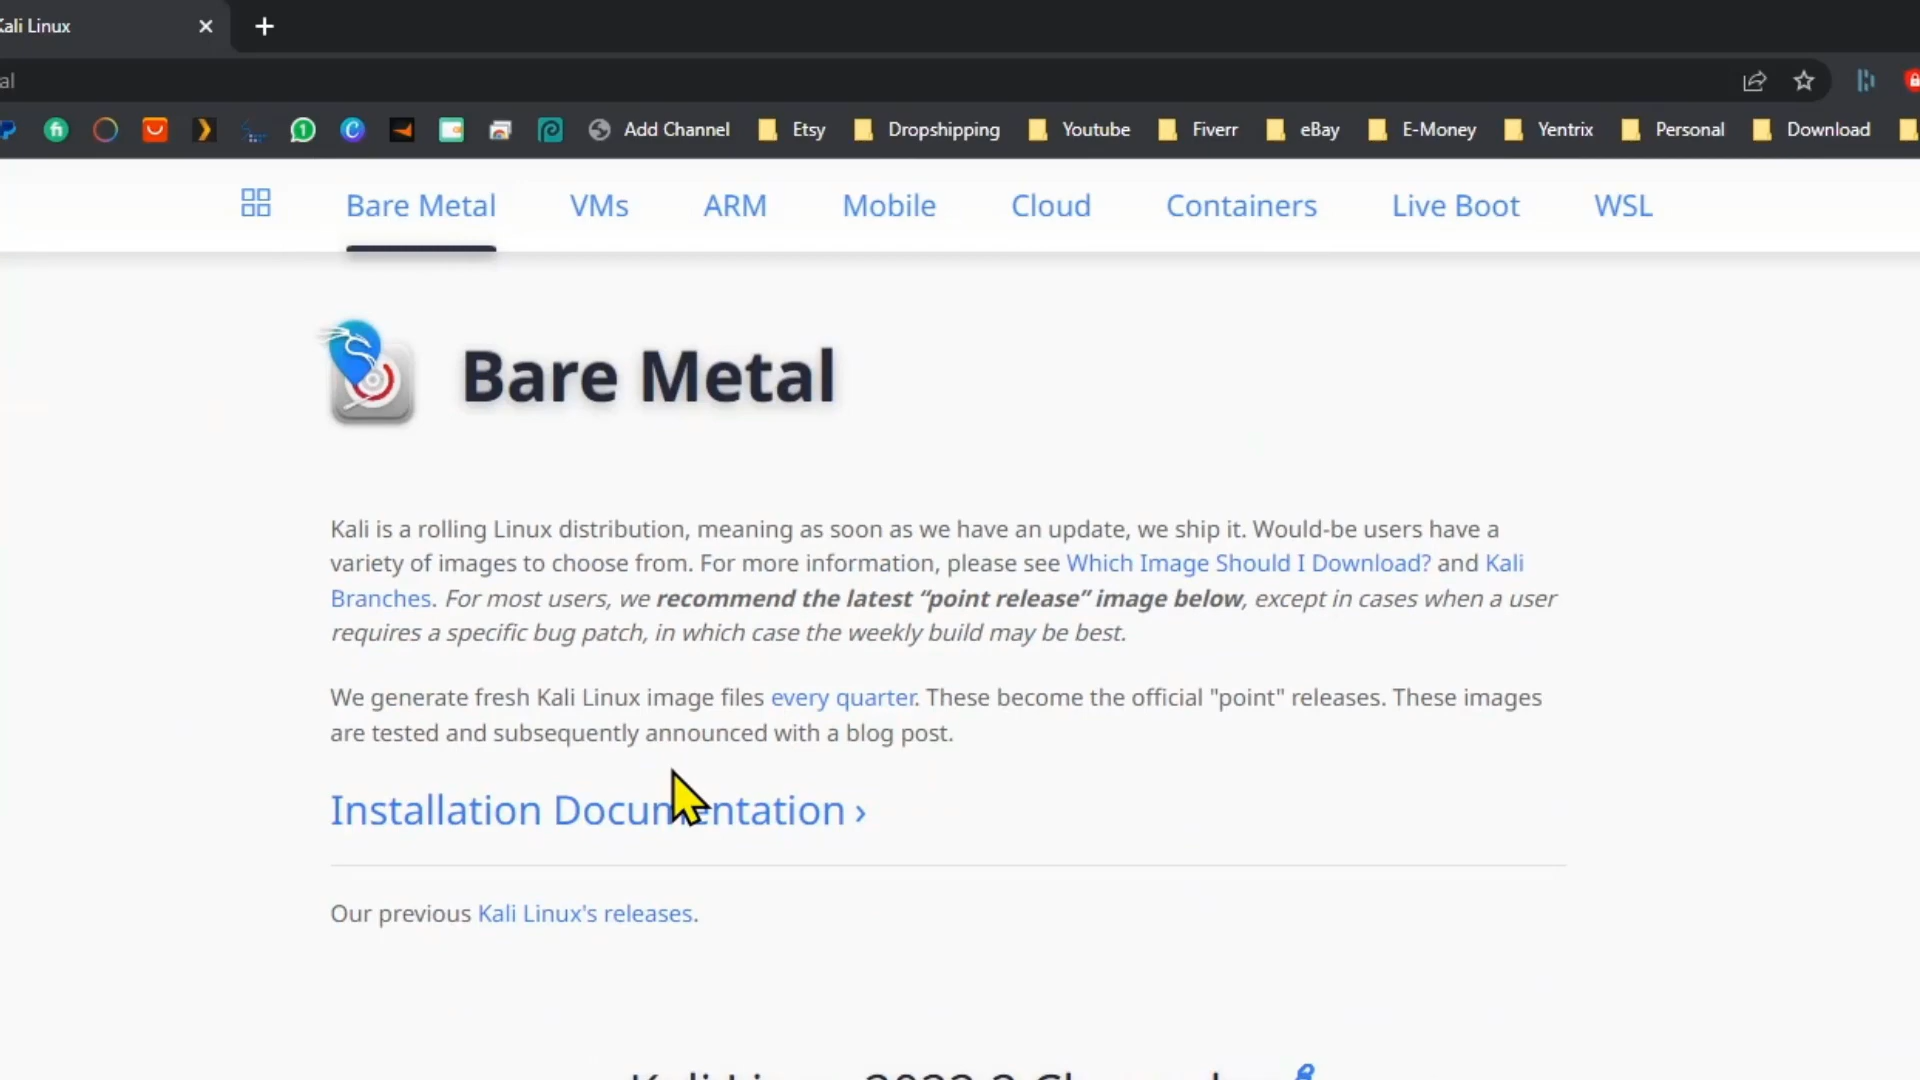 Kali Linux
al
Add Channel Etsy Dropshipping Youtube Fiverr eBay E-Money Yentrix Personal Download
Bare Metal VMs ARM Mobile Cloud Containers Live Boot WSL
Bare Metal
Kali is a rolling Linux distribution, meaning as soon as we have an update, we ship it. Would-be users have a
variety of images to choose from. For more information, please see Which Image Should I Download? and Kali
Branches. For most users, we recommend the latest “point release” image below, except in cases when a user
requires a specific bug patch, in which case the weekly build may be best.
We generate fresh Kali Linux image files every quarter. These become the official "point" releases. These images
are tested and subsequently announced with a blog post.
Installation Documentation ›
Our previous Kali Linux's releases.